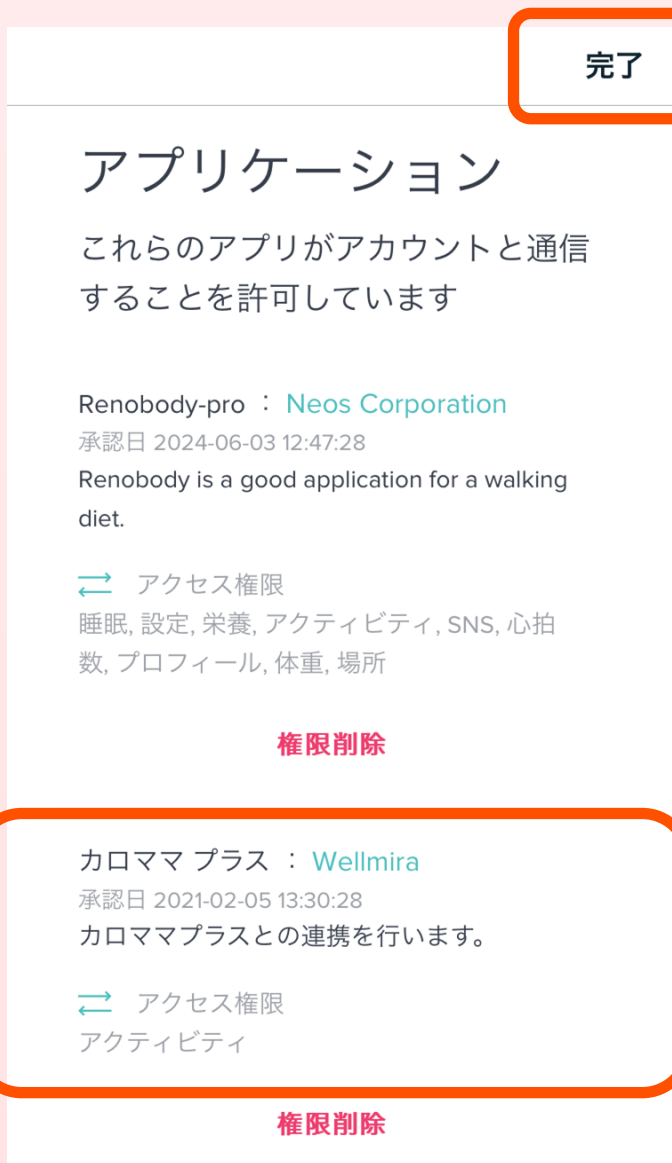 完了
アプリケーション
これらのアプリがアカウントと通信
することを許可しています
Renobody-pro : Neos Corporation
承認日 2024-06-03 12:47:28
Renobody is a good application for a walking
diet.
アクセス権限
睡眠, 設定, 栄養, アクティビティ, SNS, 心拍
数, プロフィール, 体重, 場所
権限削除
カロママ プラス : Wellmira
承認日 2021-02-05 13:30:28
カロママプラスとの連携を行います。
アクセス権限
アクティビティ
権限削除